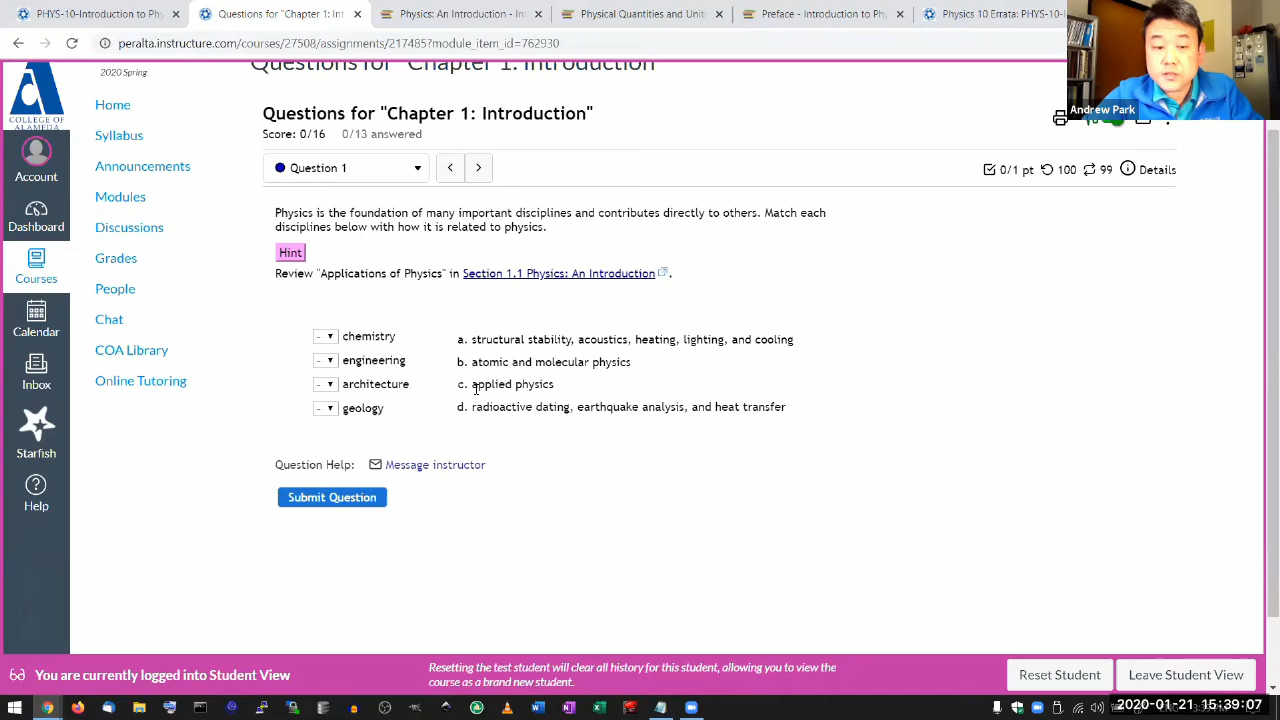 PHYS-10 Introduction to Physics
Questions for "Chapter 1: Intro
Physics: An Introduction
Physical Quantities and Units
Preface - Introduction to Phy
Physics 10 Errata: PHYS-10-
peralta.instructure.com/courses/27508/assignments/217485?module_item_id=762930
2020 Spring
Questions for "Chapter 1: Introduction"
Andrew Park
COLLEGE OF
ALAMEDA
Account
Dashboard
Courses
Calendar
Inbox
Starfish
Help
Home
Syllabus
Announcements
Modules
Discussions
Grades
People
Chat
COA Library
Online Tutoring
Questions for "Chapter 1: Introduction"
Score: 0/16 0/13 answered
Question 1
0/1 pt 100 99 Details
Physics is the foundation of many important disciplines and contributes directly to others. Match each
disciplines below with how it is related to physics.
Hint
Review "Applications of Physics" in Section 1.1 Physics: An Introduction .
- chemistry
- engineering
- architecture
- geology
a. structural stability, acoustics, heating, lighting, and cooling
b. atomic and molecular physics
c. applied physics
d. radioactive dating, earthquake analysis, and heat transfer
Question Help: Message instructor
Submit Question
You are currently logged into Student View
Resetting the test student will clear all history for this student, allowing you to view the
course as a brand new student.
Reset Student
Leave Student View
2020-01-21 15:39:07